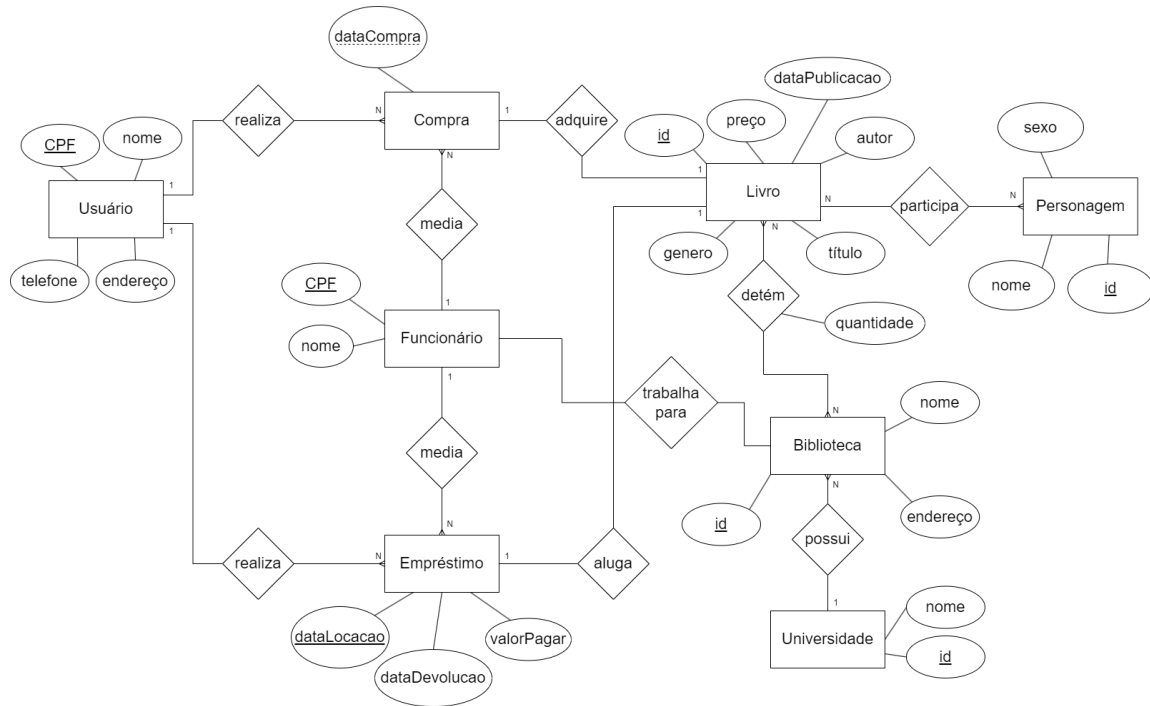 dataCompra
dataPublicacao
realiza
N
Compra
1
adquire
preço
id
autor
sexo
CPF
nome
1
Livro
N
participa
N
Personagem
Usuário
1
1
1
N
N
media
genero
título
telefone
endereço
nome
id
CPF
detém
quantidade
1
Funcionário
nome
1
trabalha
para
nome
N
Biblioteca
media
N
id
endereço
possui
N
realiza
N
Empréstimo
1
aluga
1
nome
Universidade
dataLocacao
valorPagar
id
dataDevolucao